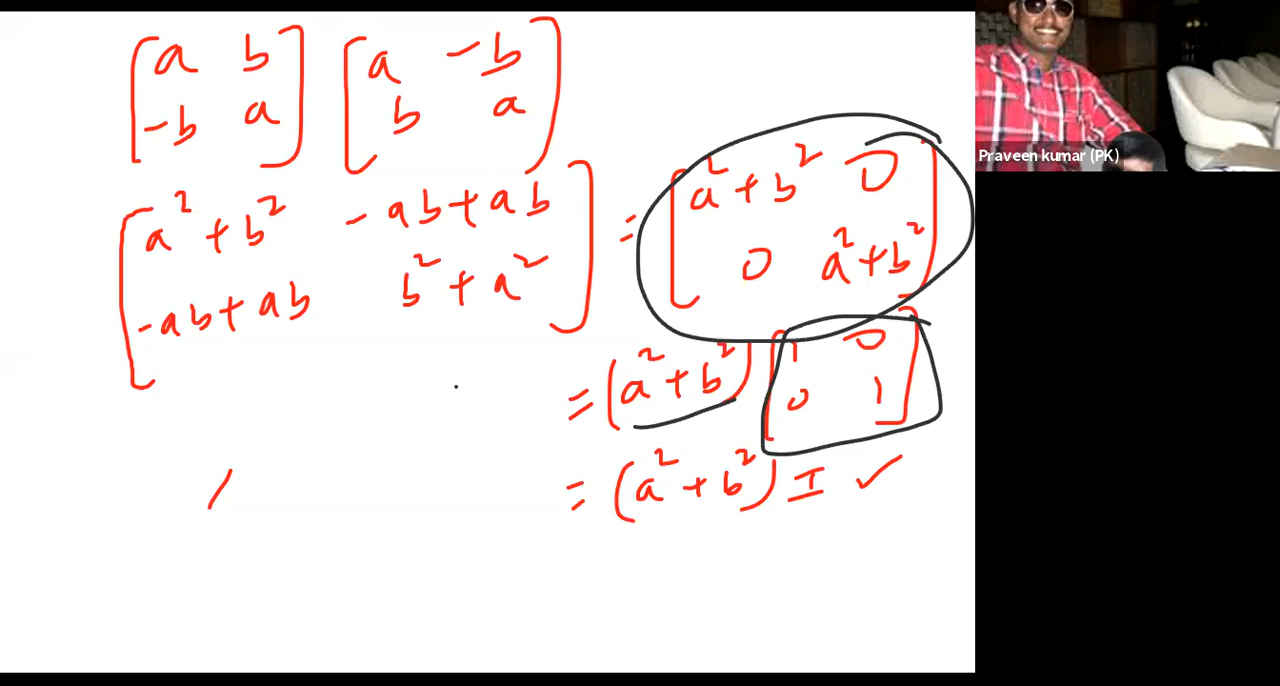 [a b
-b a] [a -b
b a]
[a² + b² - ab + ab
-ab + ab b² + a²] = [a² + b² 0
0 a² + b²]
= (a² + b²) [1 0
0 1]
= (a² + b²) I ✓
Praveen kumar (PK)